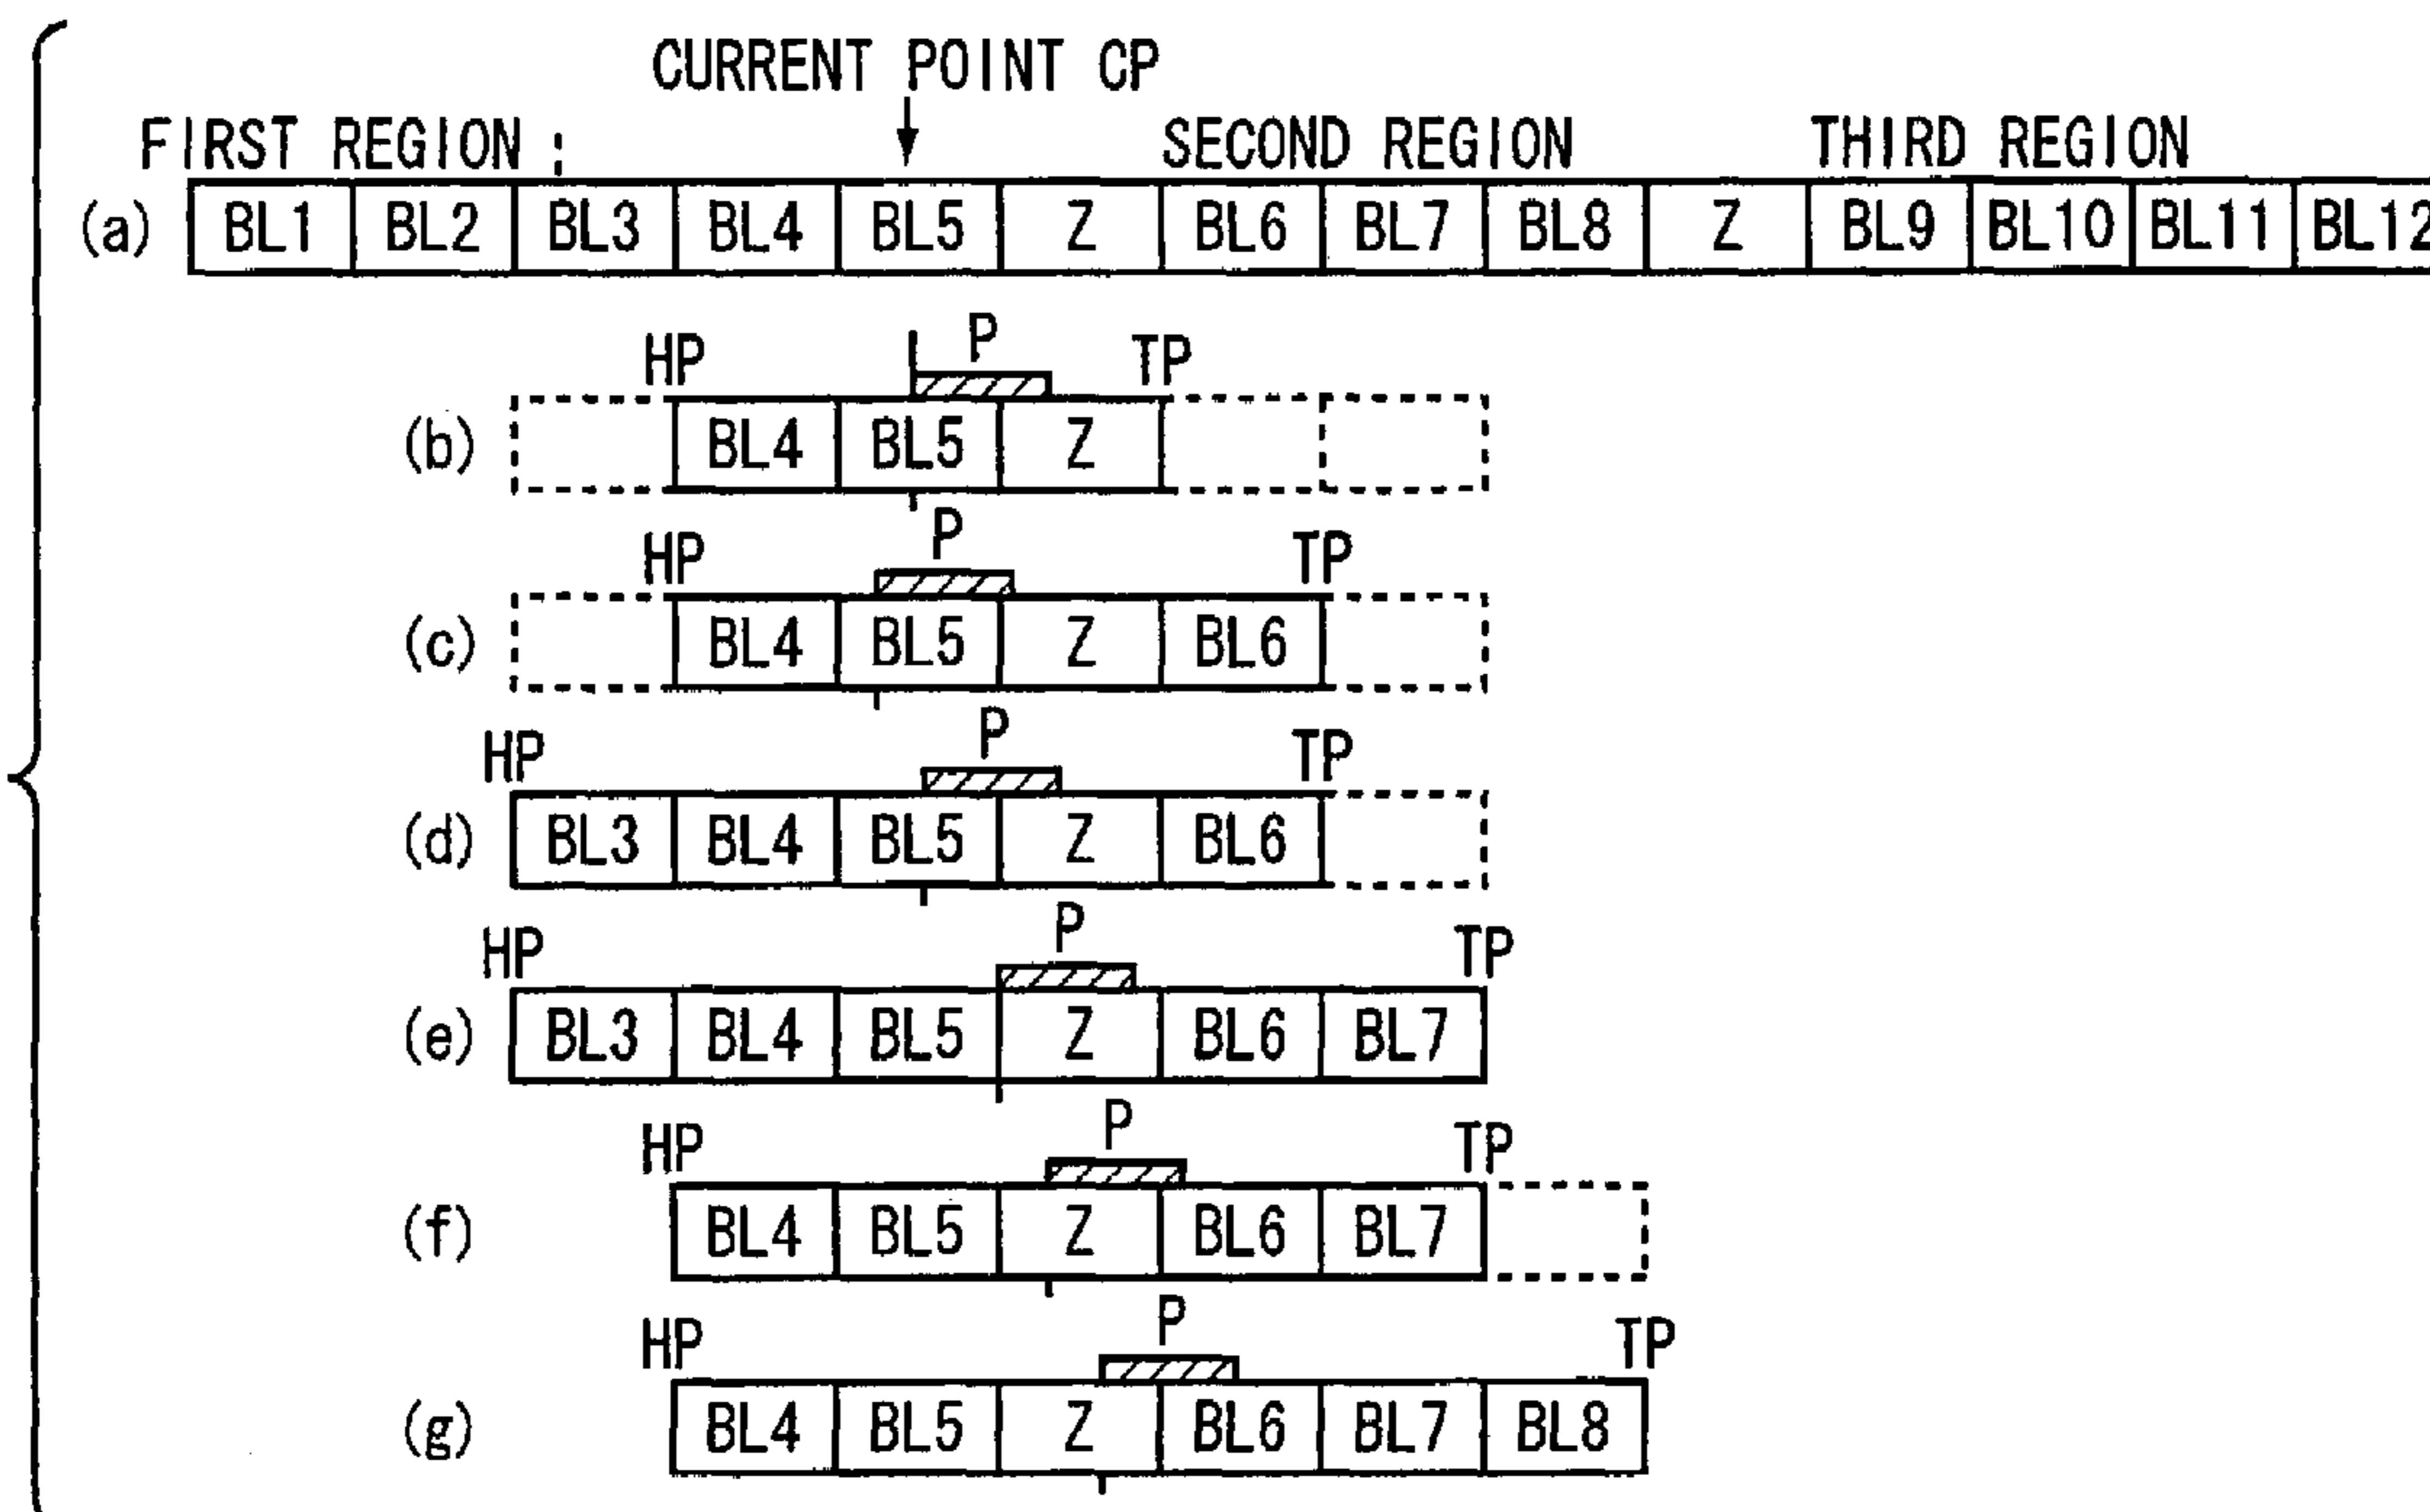 CURRENT POINT CP
FIRST REGION SECOND REGION THIRD REGION
(a) BL1 BL2 BL3 BL4 BL5 Z BL6 BL7 BL8 Z BL9 BL10 BL11 BL12
HP P TP
(b) BL4 BL5 Z
HP P TP
(c) BL4 BL5 Z BL6
HP P TP
(d) BL3 BL4 BL5 Z BL6
HP P TP
(e) BL3 BL4 BL5 Z BL6 BL7
HP P TP
(f) BL4 BL5 Z BL6 BL7
HP P TP
(g) BL4 BL5 Z BL6 BL7 BL8